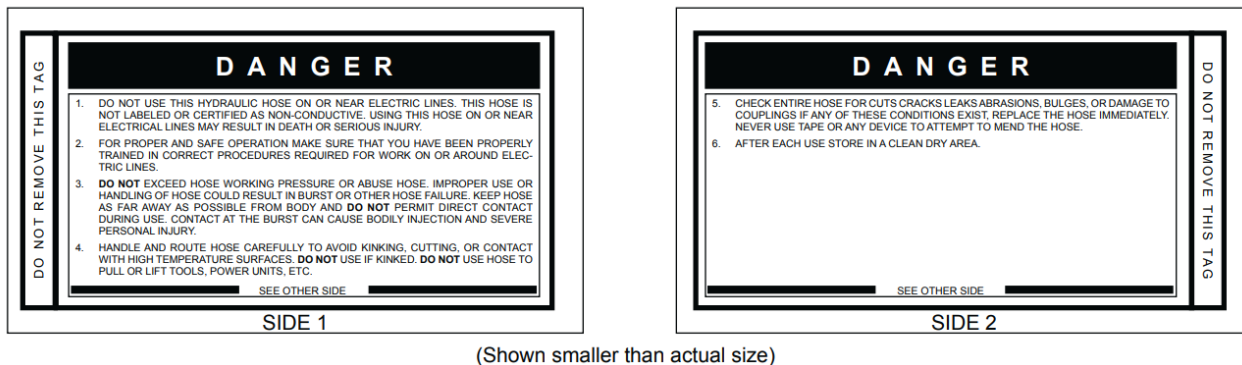 DO NOT REMOVE THIS TAG
DANGER
1. DO NOT USE THIS HYDRAULIC HOSE ON OR NEAR ELECTRIC LINES. THIS HOSE IS
NOT LABELED OR CERTIFIED AS NON-CONDUCTIVE. USING THIS HOSE ON OR NEAR
ELECTRICAL LINES MAY RESULT IN DEATH OR SERIOUS INJURY.
2. FOR PROPER AND SAFE OPERATION MAKE SURE THAT YOU HAVE BEEN PROPERLY
TRAINED IN CORRECT PROCEDURES REQUIRED FOR WORK ON OR AROUND ELEC-
TRIC LINES.
3. DO NOT EXCEED HOSE WORKING PRESSURE OR ABUSE HOSE. IMPROPER USE OR
HANDLING OF HOSE COULD RESULT IN BURST OR OTHER HOSE FAILURE. KEEP HOSE
AS FAR AWAY AS POSSIBLE FROM BODY AND DO NOT PERMIT DIRECT CONTACT
DURING USE. CONTACT AT THE BURST CAN CAUSE BODILY INJECTION AND SEVERE
PERSONAL INJURY.
4. HANDLE AND ROUTE HOSE CAREFULLY TO AVOID KINKING, CUTTING, OR CONTACT
WITH HIGH TEMPERATURE SURFACES. DO NOT USE IF KINKED. DO NOT USE HOSE TO
PULL OR LIFT TOOLS, POWER UNITS, ETC.
SEE OTHER SIDE
SIDE 1
DANGER
5. CHECK ENTIRE HOSE FOR CUTS CRACKS LEAKS ABRASIONS, BULGES, OR DAMAGE TO
COUPLINGS IF ANY OF THESE CONDITIONS EXIST, REPLACE THE HOSE IMMEDIATELY.
NEVER USE TAPE OR ANY DEVICE TO ATTEMPT TO MEND THE HOSE.
6. AFTER EACH USE STORE IN A CLEAN DRY AREA.
SEE OTHER SIDE
DO NOT REMOVE THIS TAG
SIDE 2
(Shown smaller than actual size)